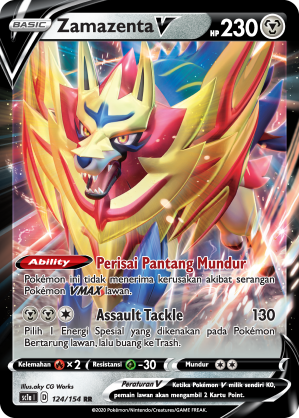 BASIC Zamazenta V HP 230
Ability Perisai Pantang Mundur
Pokémon ini tidak menerima kerusakan akibat serangan
Pokémon VMAX lawan.
Assault Tackle 130
Pilih 1 Energi Spesial yang dikenakan pada Pokémon
Bertarung lawan, lalu buang ke Trash.
Kelemahan × 2 Resistansi -30 Mundur
Illus.aky CG Works
Peraturan V Ketika Pokémon V milik sendiri KO,
pemain lawan mengambil 2 Kartu Point.
sc1a I D 124/154 RR
©2020 Pokémon/Nintendo/Creatures/GAME FREAK.